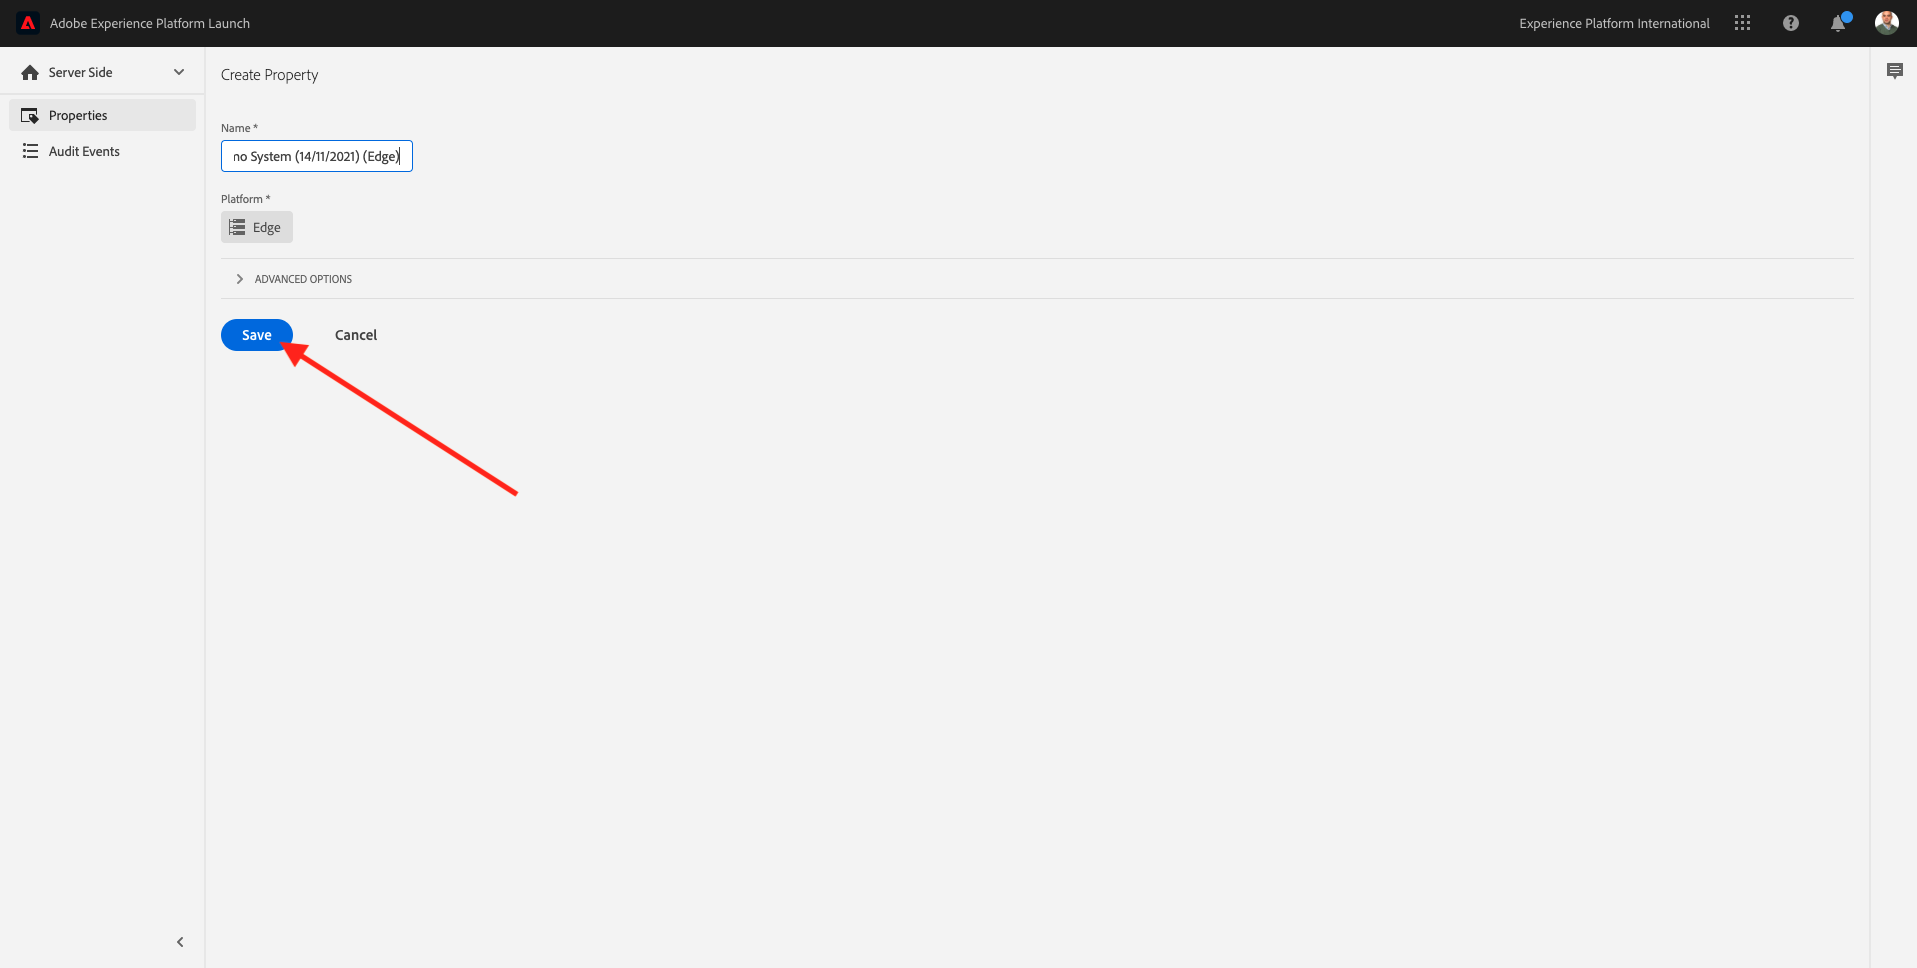 Adobe Experience Platform Launch
Experience Platform International
Server Side
Properties
Audit Events
Create Property
Name *
no System (14/11/2021) (Edge)
Platform *
Edge
ADVANCED OPTIONS
Save
Cancel